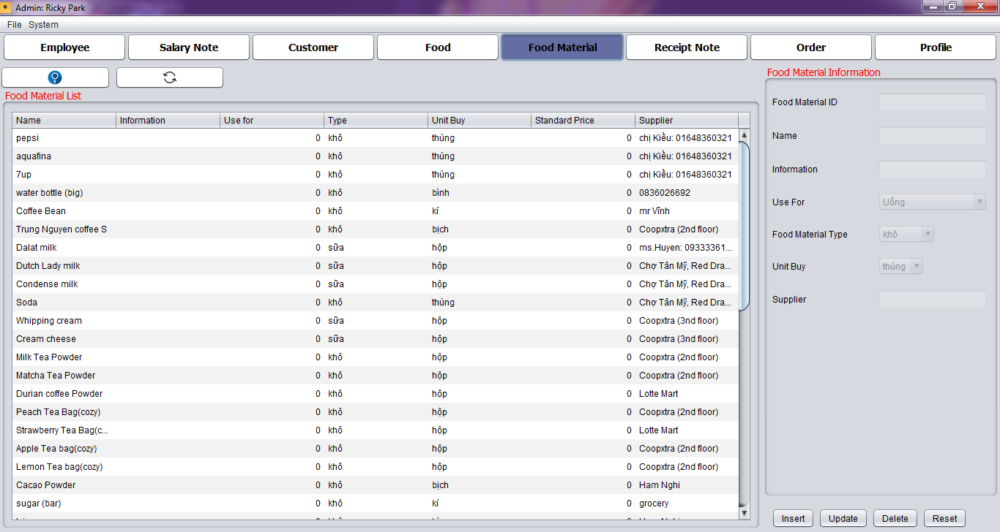 Admin: Ricky Park
File System
Employee Salary Note Customer Food Food Material Receipt Note Order Profile
Food Material List
Name Information Use for Type Unit Buy Standard Price Supplier
pepsi 0 khô thùng 0 chị Kiều: 01648360321
aquafina 0 khô thùng 0 chị Kiều: 01648360321
7up 0 khô thùng 0 chị Kiều: 01648360321
water bottle (big) 0 khô bình 0 0836026692
Coffee Bean 0 khô kí 0 mr Vĩnh
Trung Nguyen coffee S 0 khô bịch 0 Coopxtra (2nd floor)
Dalat milk 0 sữa hộp 0 ms.Huyen: 09333361...
Dutch Lady milk 0 sữa hộp 0 Chợ Tân Mỹ, Red Dra...
Condense milk 0 sữa hộp 0 Chợ Tân Mỹ, Red Dra...
Soda 0 khô thùng 0 Chợ Tân Mỹ, Red Dra...
Whipping cream 0 sữa hộp 0 Coopxtra (3nd floor)
Cream cheese 0 sữa hộp 0 Coopxtra (3nd floor)
Milk Tea Powder 0 khô hộp 0 Coopxtra (2nd floor)
Matcha Tea Powder 0 khô hộp 0 Coopxtra (2nd floor)
Durian coffee Powder 0 khô hộp 0 Lotte Mart
Peach Tea Bag(cozy) 0 khô hộp 0 Coopxtra (2nd floor)
Strawberry Tea Bag(c... 0 khô hộp 0 Lotte Mart
Apple Tea bag(cozy) 0 khô hộp 0 Coopxtra (2nd floor)
Lemon Tea bag(cozy) 0 khô hộp 0 Coopxtra (2nd floor)
Cacao Powder 0 khô bịch 0 Ham Nghi
sugar (bar) 0 khô kí 0 grocery
Food Material Information
Food Material ID
Name
Information
Use For Uống
Food Material Type khô
Unit Buy thùng
Supplier
Insert Update Delete Reset